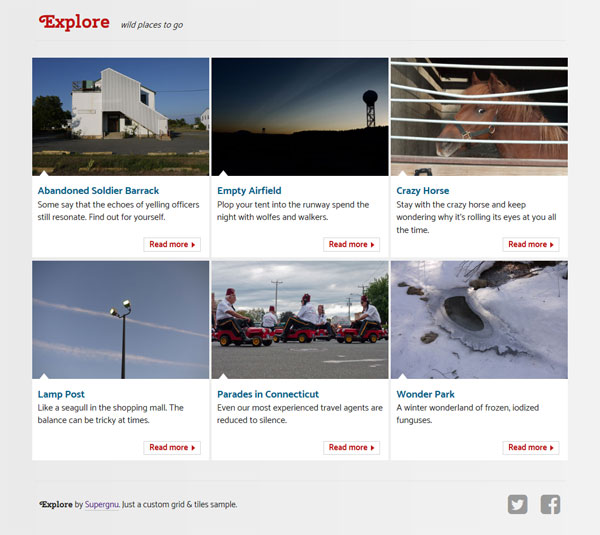 Explore wild places to go
Abandoned Soldier Barrack
Some say that the echoes of yelling officers
still resonate. Find out for yourself.
Read more
Empty Airfield
Plop your tent into the runway spend the
night with wolfes and walkers.
Read more
Crazy Horse
Stay with the crazy horse and keep
wondering why it's rolling its eyes at you all
the time.
Read more
Lamp Post
Like a seagull in the shopping mall. The
balance can be tricky at times.
Read more
Parades in Connecticut
Even our most experienced travel agents are
reduced to silence.
Read more
Wonder Park
A winter wonderland of frozen, iodized
funguses.
Read more
Explore by Supergnu. Just a custom grid & tiles sample.